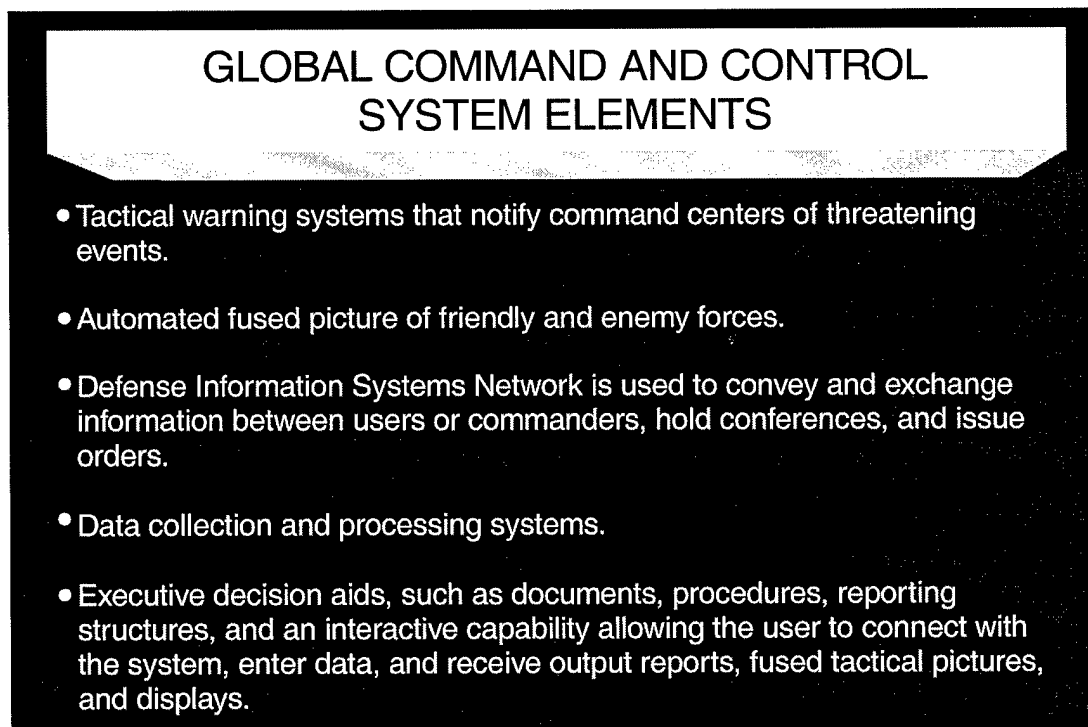 GLOBAL COMMAND AND CONTROL
SYSTEM ELEMENTS
• Tactical warning systems that notify command centers of threatening
events.
• Automated fused picture of friendly and enemy forces.
• Defense Information Systems Network is used to convey and exchange
information between users or commanders, hold conferences, and issue
orders.
• Data collection and processing systems.
• Executive decision aids, such as documents, procedures, reporting
structures, and an interactive capability allowing the user to connect with
the system, enter data, and receive output reports, fused tactical pictures,
and displays.